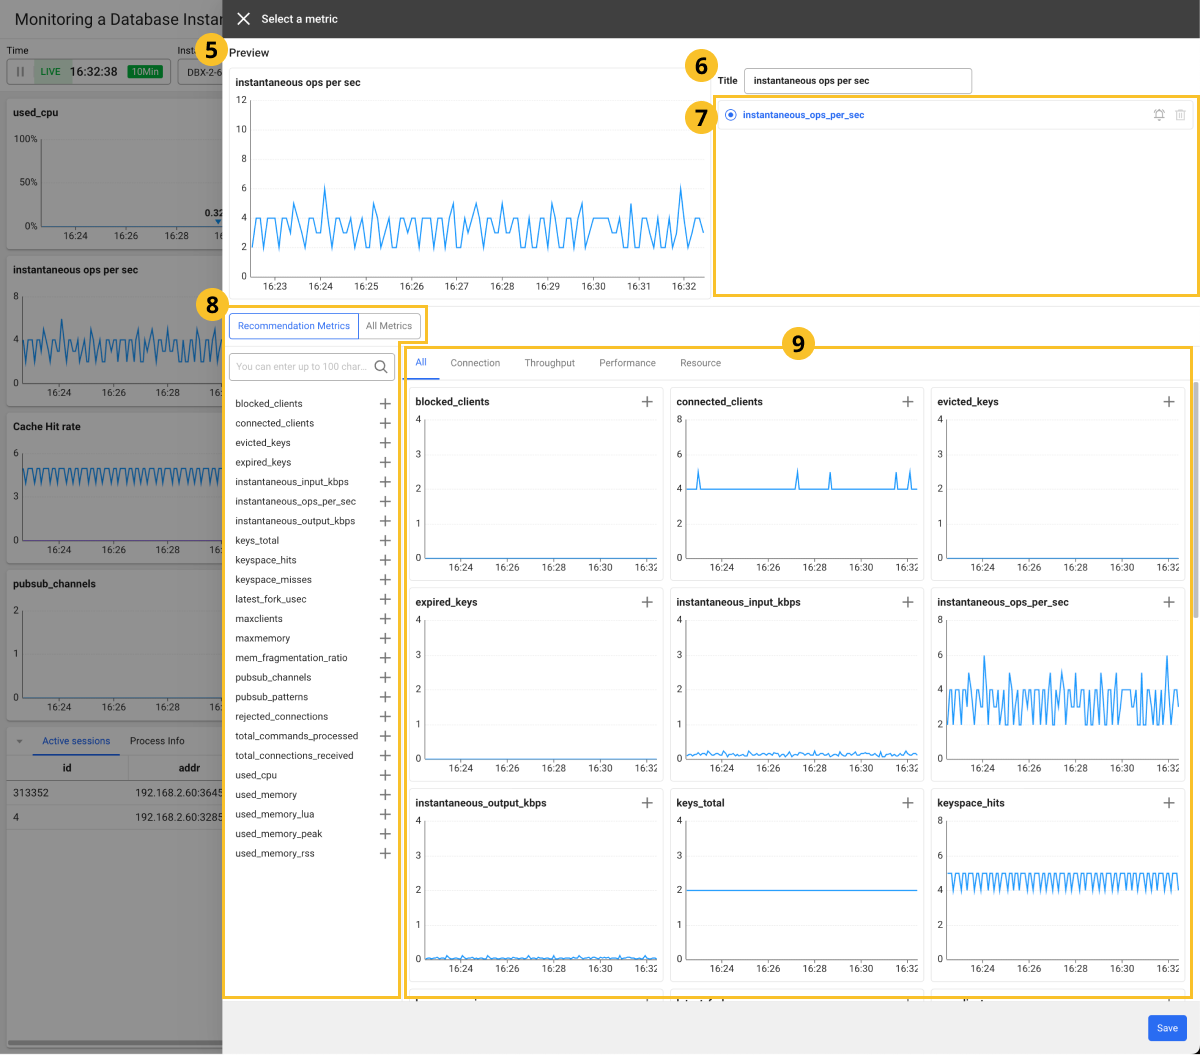 Monitoring a Database Instar
Select a metric
Time
Inst
LIVE 16:32:38 10Min
DBX-2-6
used_cpu
100%
50%
0%
0.32
16:24 16:26 16:28
instantaneous ops per sec
8
4
0
16:24 16:26 16:28
Cache Hit rate
6
3
0
16:24 16:26 16:28
pubsub_channels
2
1
0
16:24 16:26 16:28
Active sessions Process Info
id addr
313352 192.168.2.60:3645
4 192.168.2.60:3285
5
Preview
instantaneous ops per sec
12
10
8
6
4
2
0
16:23 16:24 16:25 16:26 16:27 16:28 16:29 16:30 16:31 16:32
6
Title instantaneous ops per sec
7
instantaneous_ops_per_sec
8
Recommendation Metrics All Metrics
You can enter up to 100 char...
blocked_clients
connected_clients
evicted_keys
expired_keys
instantaneous_input_kbps
instantaneous_ops_per_sec
instantaneous_output_kbps
keys_total
keyspace_hits
keyspace_misses
latest_fork_usec
maxclients
maxmemory
mem_fragmentation_ratio
pubsub_channels
pubsub_patterns
rejected_connections
total_commands_processed
total_connections_received
used_cpu
used_memory
used_memory_lua
used_memory_peak
used_memory_rss
9
All Connection Throughput Performance Resource
blocked_clients
4
3
2
1
0
16:24 16:26 16:28 16:30 16:32
connected_clients
8
6
4
2
0
16:24 16:26 16:28 16:30 16:32
evicted_keys
4
3
2
1
0
16:24 16:26 16:28 16:30 16:32
expired_keys
4
3
2
1
0
16:24 16:26 16:28 16:30 16:32
instantaneous_input_kbps
4
3
2
1
0
16:24 16:26 16:28 16:30 16:32
instantaneous_ops_per_sec
8
6
4
2
0
16:24 16:26 16:28 16:30 16:32
instantaneous_output_kbps
4
3
2
1
0
16:24 16:26 16:28 16:30 16:32
keys_total
4
3
2
1
0
16:24 16:26 16:28 16:30 16:32
keyspace_hits
8
6
4
2
0
16:24 16:26 16:28 16:30 16:32
Save